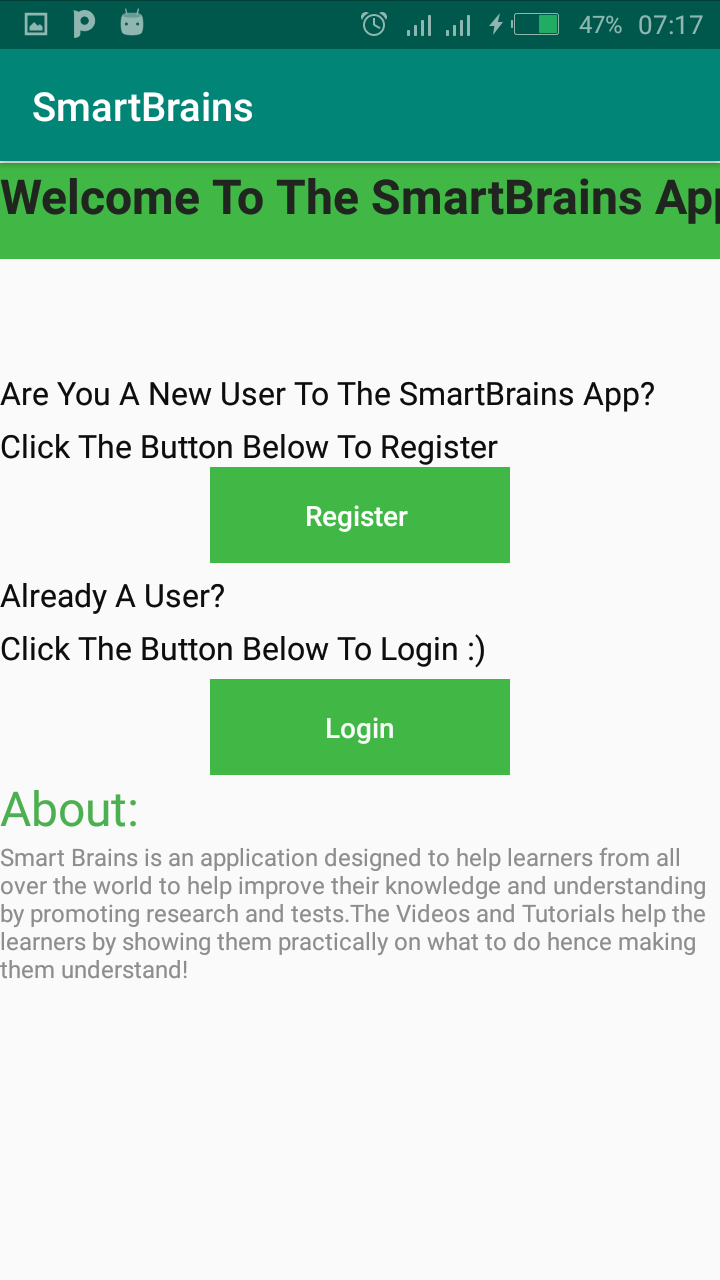 47% 07:17
SmartBrains
Welcome To The SmartBrains App
Are You A New User To The SmartBrains App?
Click The Button Below To Register
Register
Already A User?
Click The Button Below To Login :)
Login
About:
Smart Brains is an application designed to help learners from all
over the world to help improve their knowledge and understanding
by promoting research and tests.The Videos and Tutorials help the
learners by showing them practically on what to do hence making
them understand!